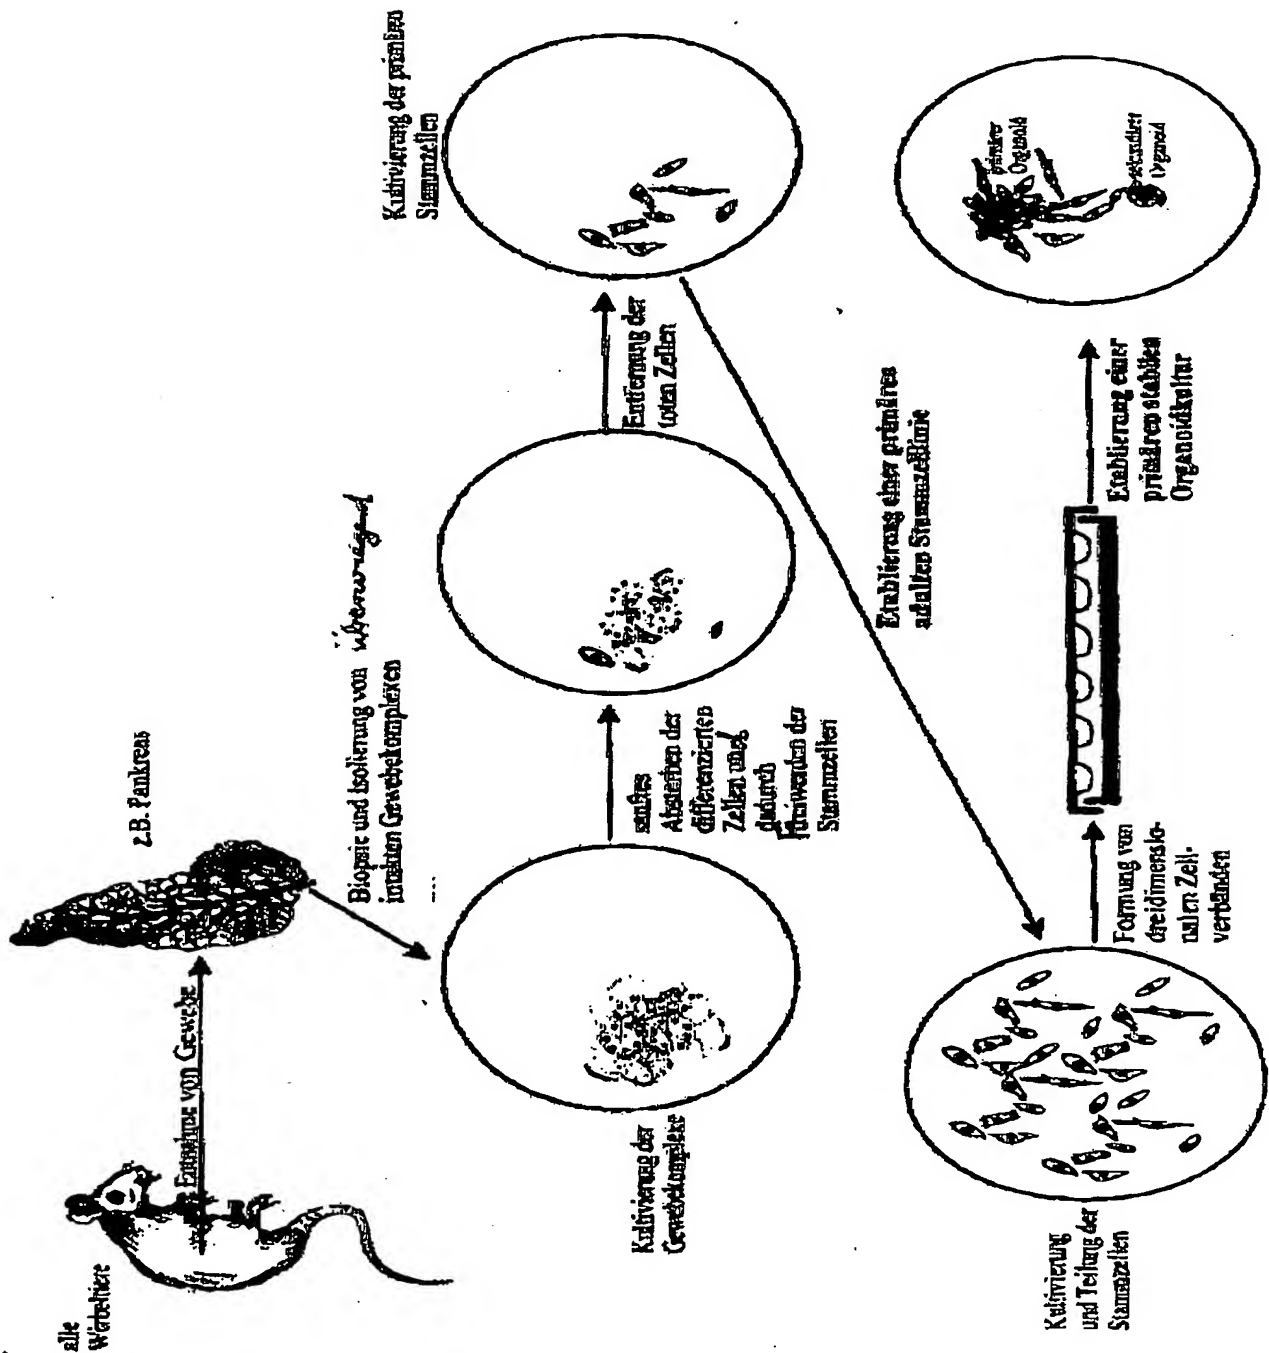 alle
Wirbeltiere
Entnahme von Gewebe
z.B. Pankreas
Biopsie und Isolierung von überwiegend
intakten Gewebekomplexen
Kultivierung der
Gewebekomplexe
sanftes
Absterben der
differenzierten
Zellen und
dadurch
Freiwerden der
Stammzellen
Entfernung der
toten Zellen
Kultivierung der primären
Stammzellen
Etablierung einer primären
adulten Stammzelllinie
Kultivierung
und Teilung der
Stammzellen
Formung von
dreidimensio-
nalen Zell-
verbänden
Etablierung einer
primären stabilen
Organoidkultur
primärer
Organoid
sekundärer
Organoid